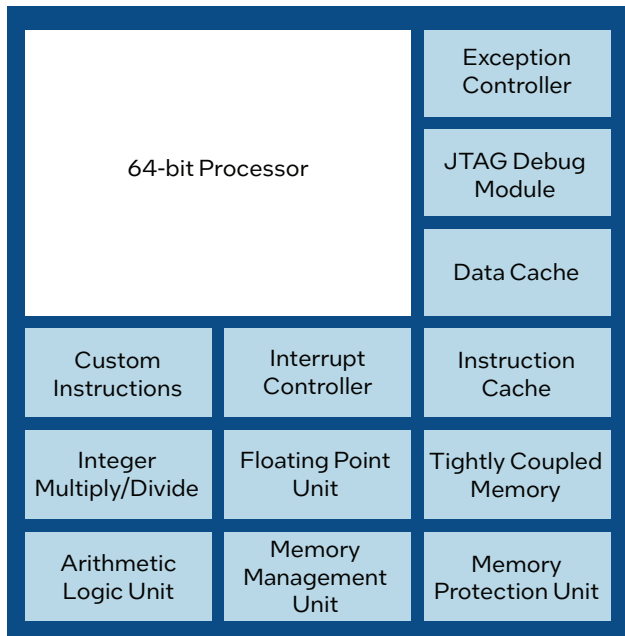 64-bit Processor
Exception
Controller
JTAG Debug
Module
Data Cache
Custom
Instructions
Interrupt
Controller
Instruction
Cache
Integer
Multiply/Divide
Floating Point
Unit
Tightly Coupled
Memory
Arithmetic
Logic Unit
Memory
Management
Unit
Memory
Protection Unit